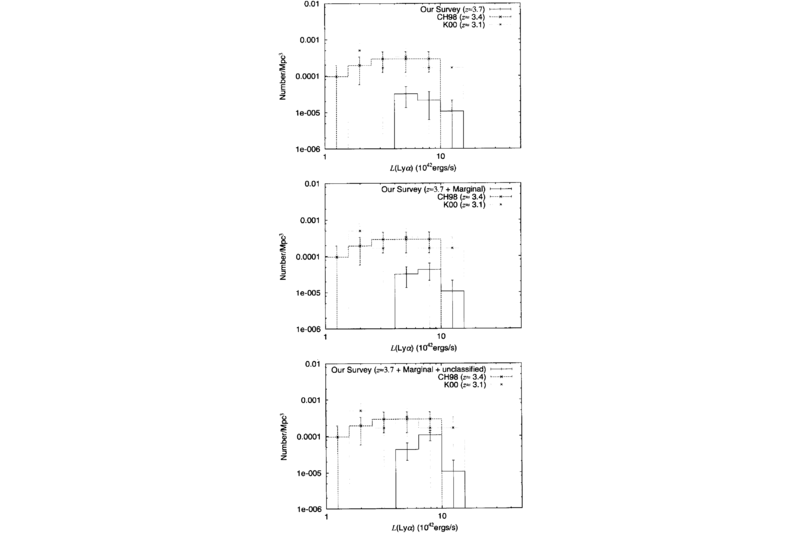 0.01
Our Survey (z=3.7)
CH98 (z= 3.4)
K00 (z= 3.1)
0.001
Number/Mpc³
0.0001
1e-005
1e-006
1 10
L(Lyα) (10⁴²ergs/s)
0.01
Our Survey (z=3.7 + Marginal)
CH98 (z= 3.4)
K00 (z= 3.1)
0.001
Number/Mpc³
0.0001
1e-005
1e-006
1 10
L(Lyα) (10⁴²ergs/s)
0.01
Our Survey (z=3.7 + Marginal + unclassified)
CH98 (z= 3.4)
K00 (z= 3.1)
0.001
Number/Mpc³
0.0001
1e-005
1e-006
1 10
L(Lyα) (10⁴²ergs/s)